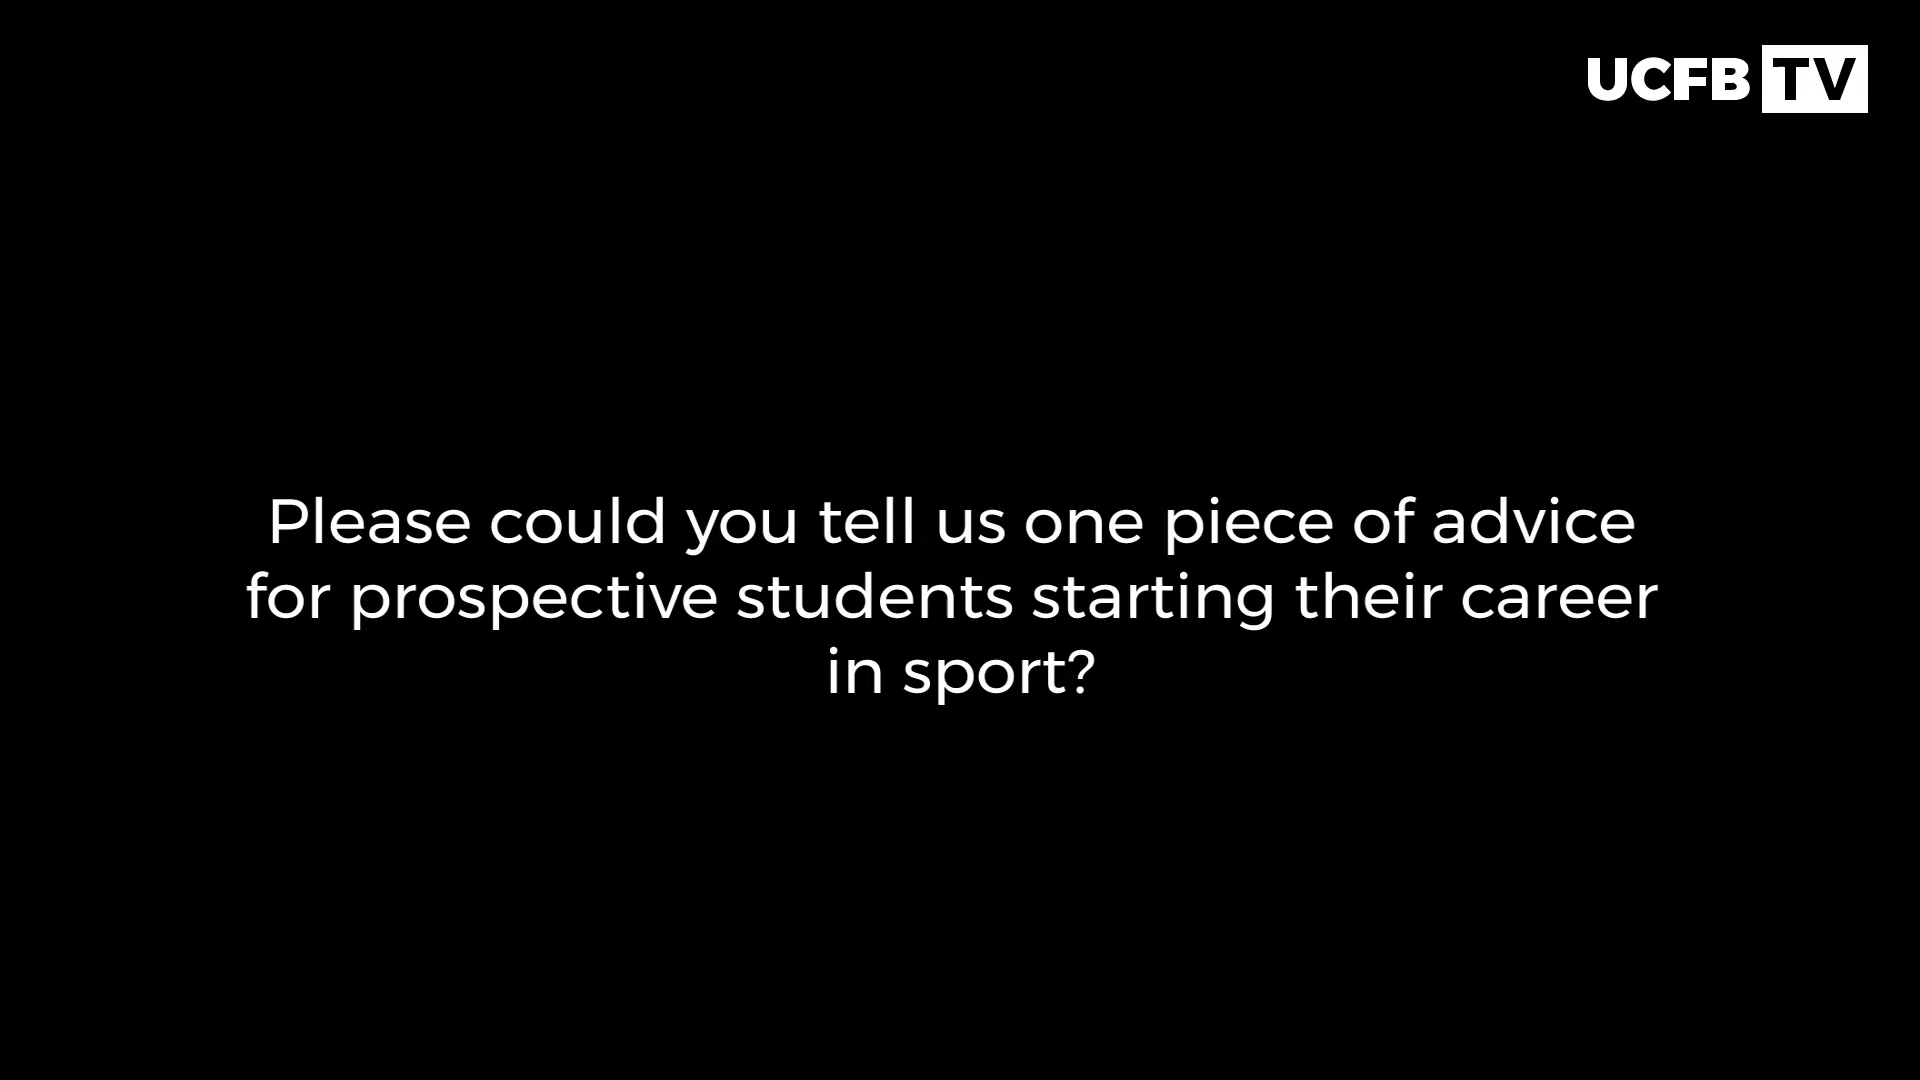 UCFB TV
Please could you tell us one piece of advice
for prospective students starting their career
in sport?